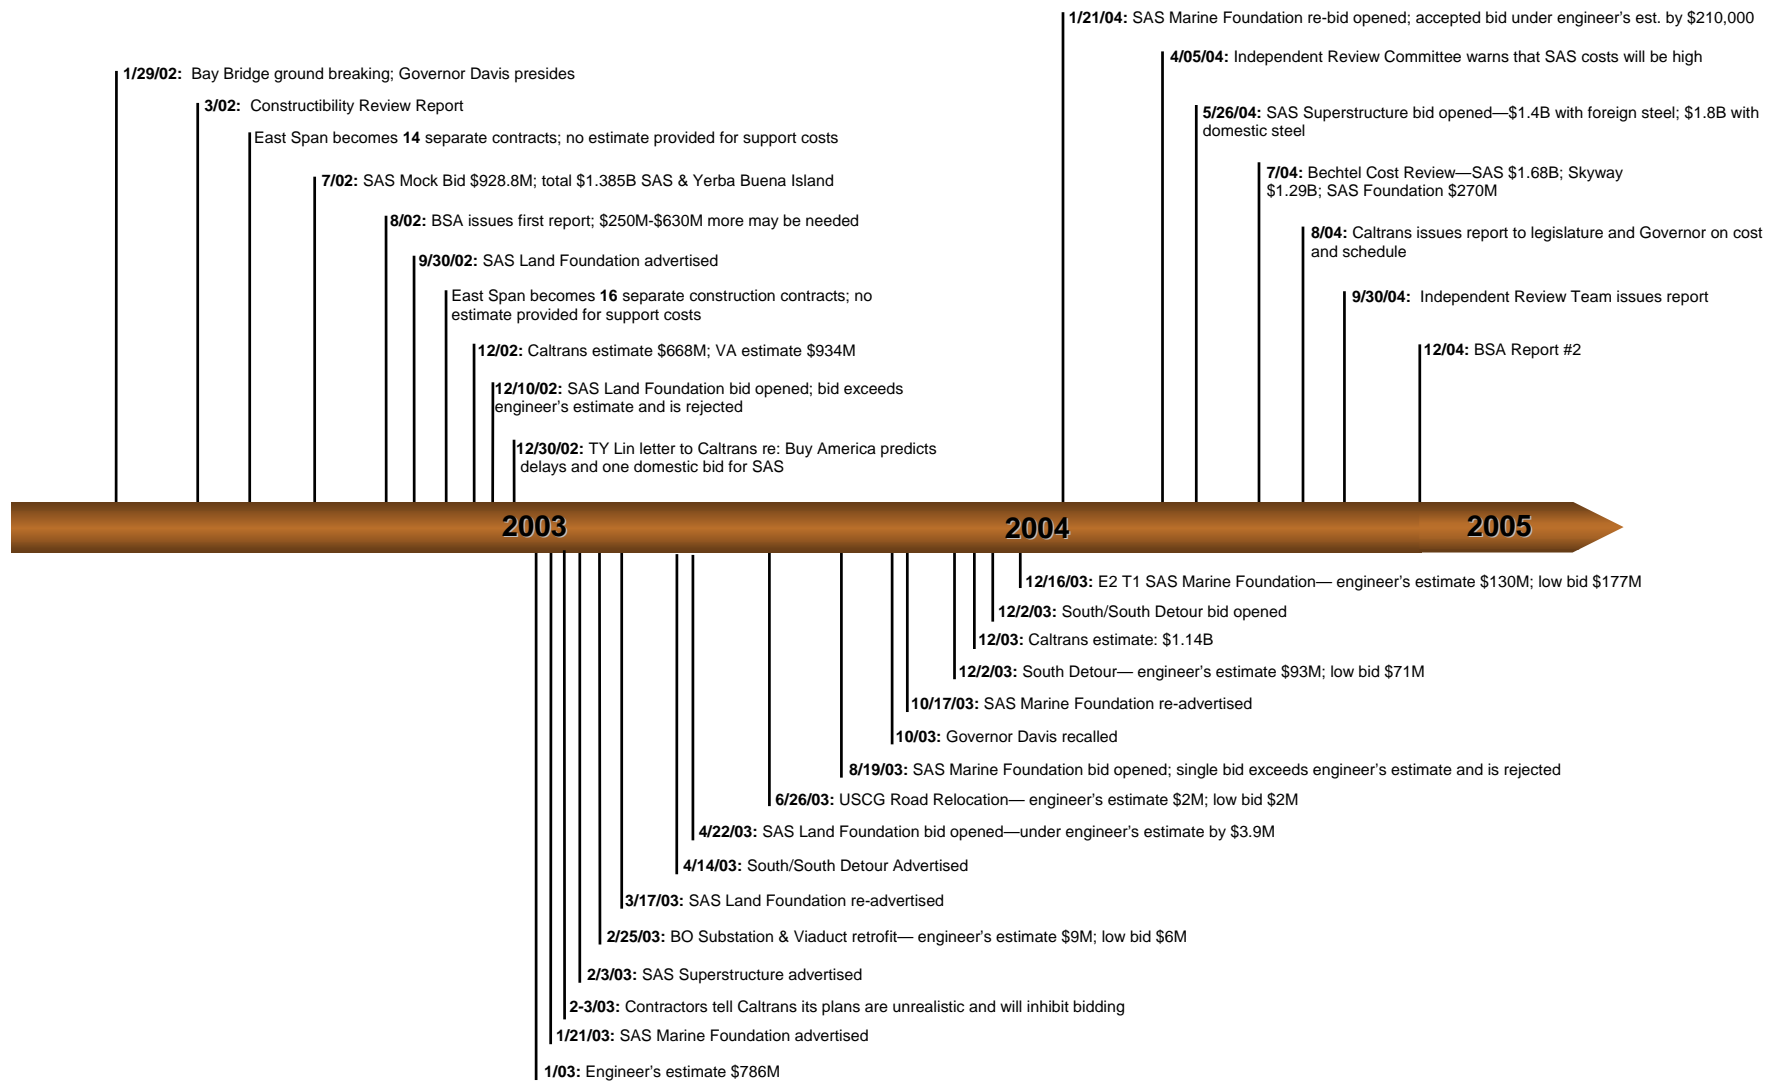 1/29/02: Bay Bridge ground breaking; Governor Davis presides
3/02: Constructibility Review Report
East Span becomes 14 separate contracts; no estimate provided for support costs
7/02: SAS Mock Bid $928.8M; total $1.385B SAS & Yerba Buena Island
8/02: BSA issues first report; $250M-$630M more may be needed
9/30/02: SAS Land Foundation advertised
East Span becomes 16 separate construction contracts; no
estimate provided for support costs
12/02: Caltrans estimate $668M; VA estimate $934M
12/10/02: SAS Land Foundation bid opened; bid exceeds
engineer’s estimate and is rejected
12/30/02: TY Lin letter to Caltrans re: Buy America predicts
delays and one domestic bid for SAS
1/21/04: SAS Marine Foundation re-bid opened; accepted bid under engineer’s est. by $210,000
4/05/04: Independent Review Committee warns that SAS costs will be high
5/26/04: SAS Superstructure bid opened—$1.4B with foreign steel; $1.8B with
domestic steel
7/04: Bechtel Cost Review—SAS $1.68B; Skyway
$1.29B; SAS Foundation $270M
8/04: Caltrans issues report to legislature and Governor on cost
and schedule
9/30/04: Independent Review Team issues report
12/04: BSA Report #2
2003
2004
2005
12/16/03: E2 T1 SAS Marine Foundation— engineer’s estimate $130M; low bid $177M
12/2/03: South/South Detour bid opened
12/03: Caltrans estimate: $1.14B
12/2/03: South Detour— engineer’s estimate $93M; low bid $71M
10/17/03: SAS Marine Foundation re-advertised
10/03: Governor Davis recalled
8/19/03: SAS Marine Foundation bid opened; single bid exceeds engineer’s estimate and is rejected
6/26/03: USCG Road Relocation— engineer’s estimate $2M; low bid $2M
4/22/03: SAS Land Foundation bid opened—under engineer’s estimate by $3.9M
4/14/03: South/South Detour Advertised
3/17/03: SAS Land Foundation re-advertised
2/25/03: BO Substation & Viaduct retrofit— engineer’s estimate $9M; low bid $6M
2/3/03: SAS Superstructure advertised
2-3/03: Contractors tell Caltrans its plans are unrealistic and will inhibit bidding
1/21/03: SAS Marine Foundation advertised
1/03: Engineer’s estimate $786M